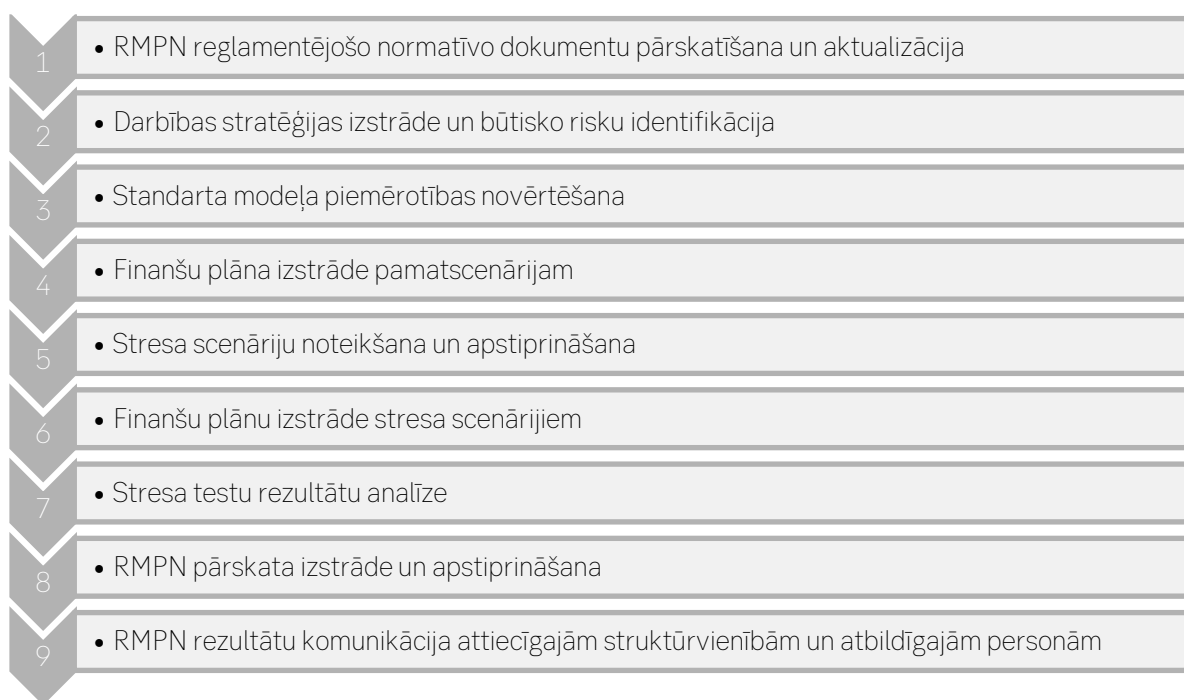 1
• RMPN reglamentējošo normatīvo dokumentu pārskatīšana un aktualizācija
2
• Darbības stratēģijas izstrāde un būtisko risku identifikācija
3
• Standarta modeļa piemērotības novērtēšana
4
• Finanšu plāna izstrāde pamatscenārijam
5
• Stresa scenāriju noteikšana un apstiprināšana
6
• Finanšu plānu izstrāde stresa scenārijiem
7
• Stresa testu rezultātu analīze
8
• RMPN pārskata izstrāde un apstiprināšana
9
• RMPN rezultātu komunikācija attiecīgajām struktūrvienībām un atbildīgajām personām